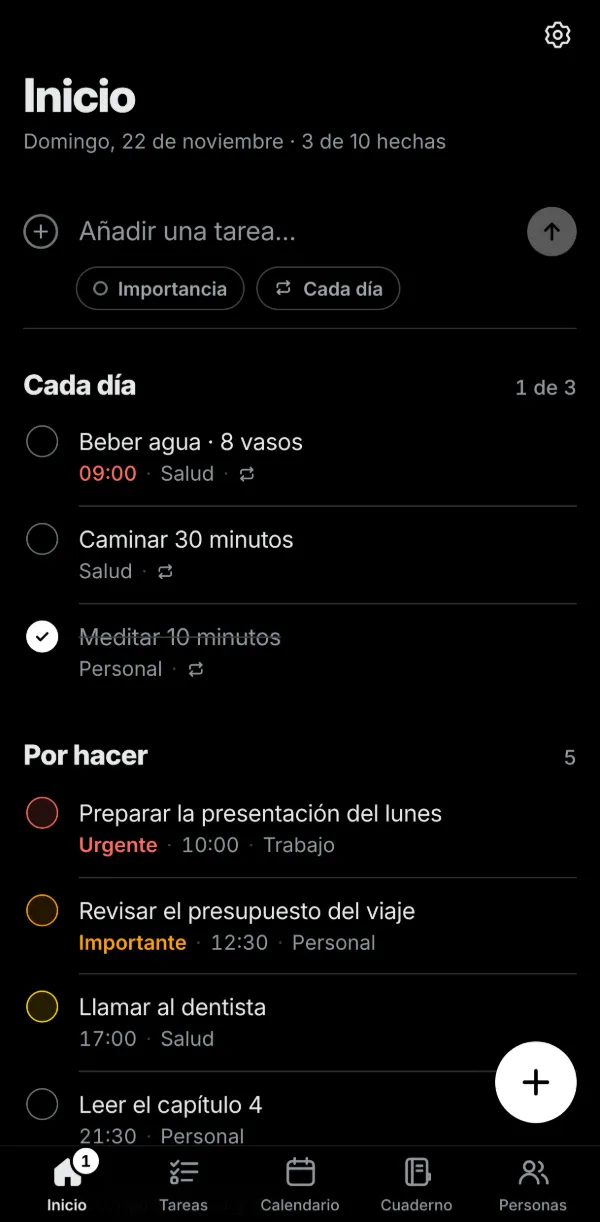 Inicio
Domingo, 22 de noviembre · 3 de 10 hechas
Añadir una tarea...
Importancia
Cada día
Cada día
1 de 3
Beber agua · 8 vasos
09:00 · Salud ·
Caminar 30 minutos
Salud ·
Meditar 10 minutos
Personal ·
Por hacer
5
Preparar la presentación del lunes
Urgente · 10:00 · Trabajo
Revisar el presupuesto del viaje
Importante · 12:30 · Personal
Llamar al dentista
17:00 · Salud
Leer el capítulo 4
21:30 · Personal
1
Inicio
Tareas
Calendario
Cuaderno
Personas